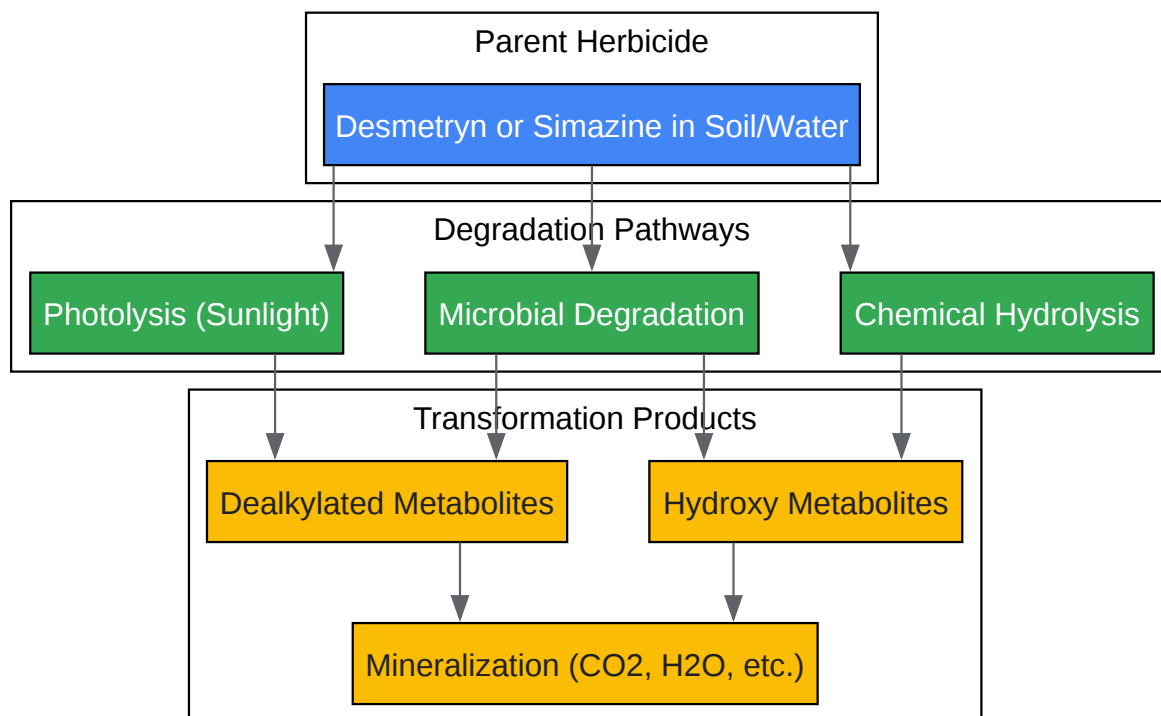 Parent Herbicide
Desmetryn or Simazine in Soil/Water
Degradation Pathways
Photolysis (Sunlight)
Microbial Degradation
Chemical Hydrolysis
Transformation Products
Dealkylated Metabolites
Hydroxy Metabolites
Mineralization (CO2, H2O, etc.)